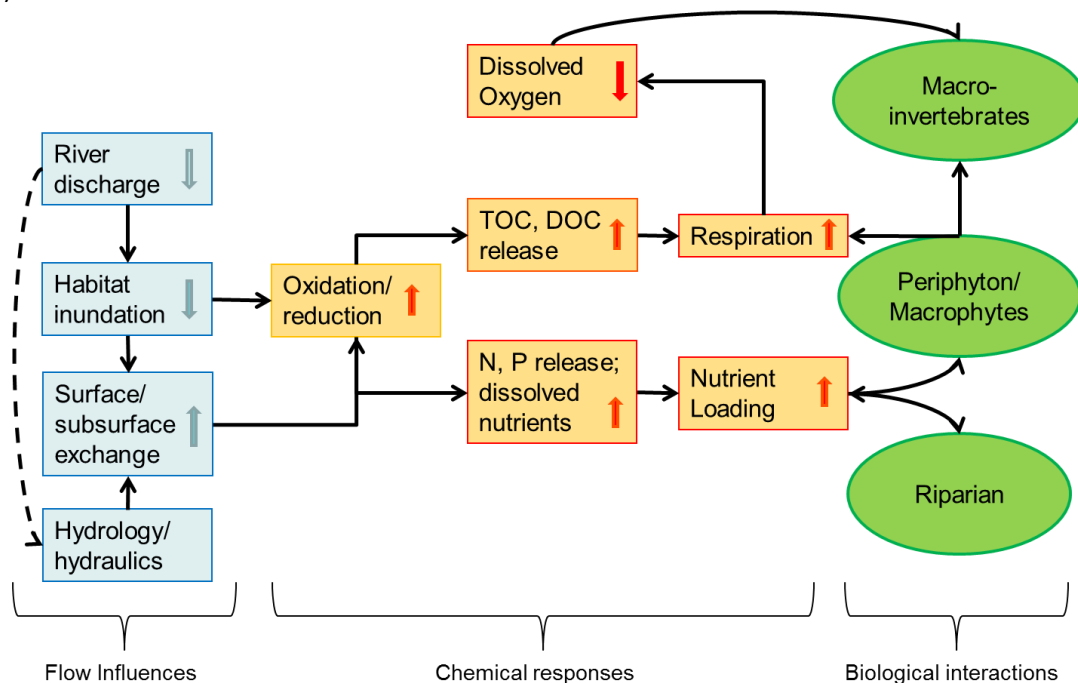 Dissolved
Oxygen
Macro-
invertebrates
River
discharge
TOC, DOC
release
Respiration
Habitat
inundation
Oxidation/
reduction
Periphyton/
Macrophytes
Surface/
subsurface
exchange
N, P release;
dissolved
nutrients
Nutrient
Loading
Riparian
Hydrology/
hydraulics
Flow Influences
Chemical responses
Biological interactions